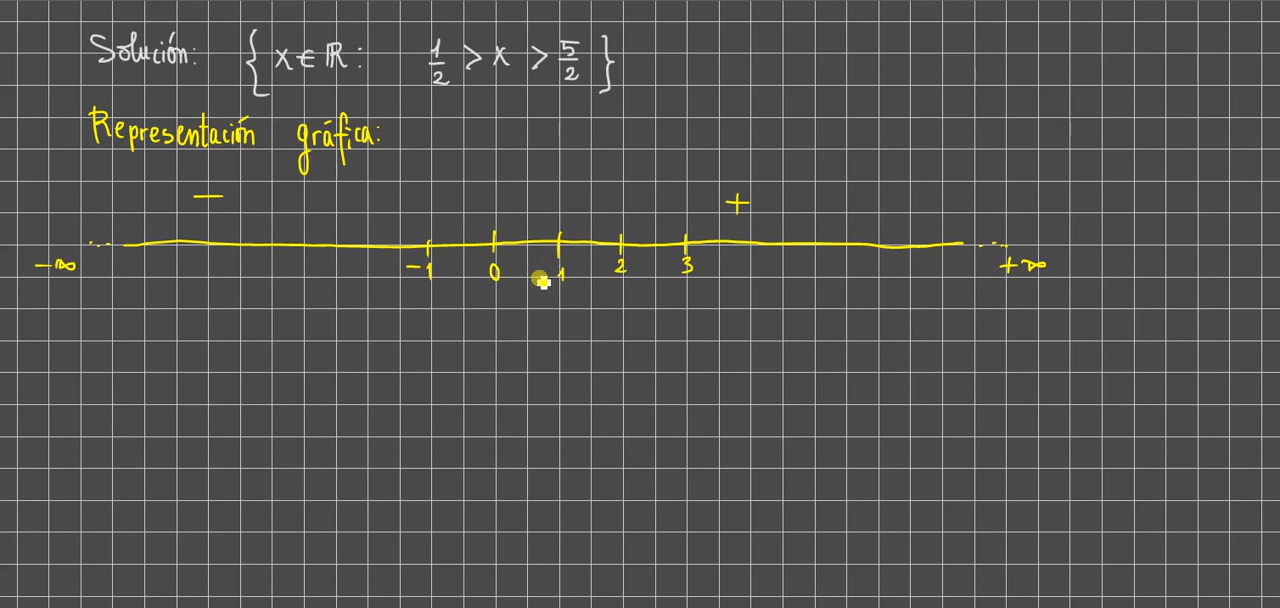 Solución: { x ∈ ℝ : 1/2 > x > 5/2 }
Representación gráfica:
− +
−∞ −1 0 1 2 3 +∞